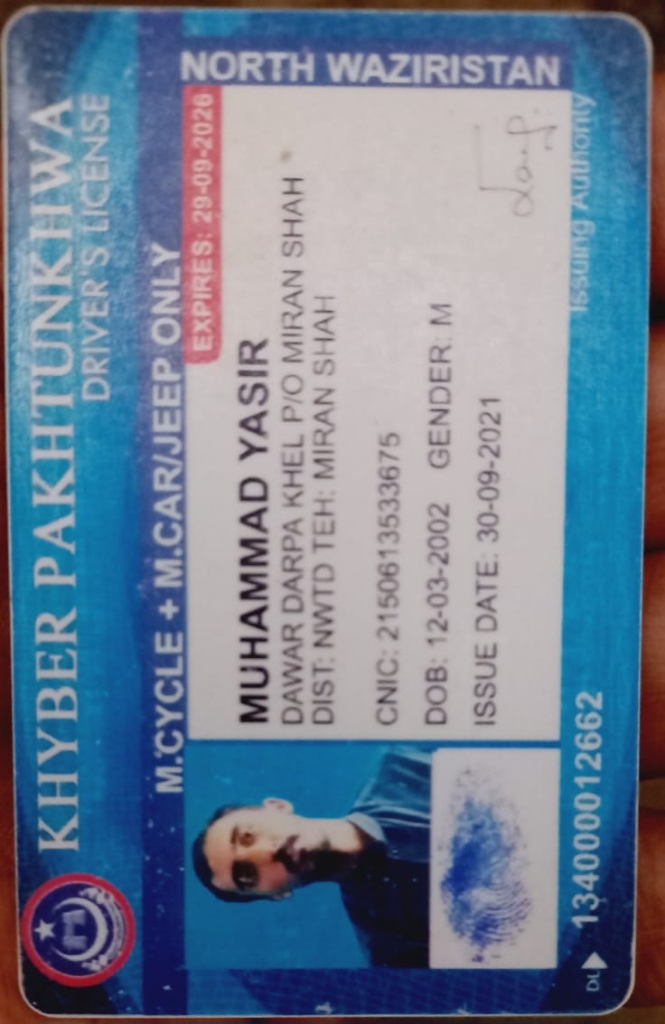 KHYBER PAKHTUNKHWA
DRIVER'S LICENSE
M.CYCLE + M.CAR/JEEP ONLY
NORTH WAZIRISTAN
EXPIRES: 29-09-2026
MUHAMMAD YASIR
DAWAR DARPA KHEL P/O MIRAN SHAH
DIST: NWTD TEH: MIRAN SHAH
CNIC: 2150613533675
DOB: 12-03-2002 GENDER: M
ISSUE DATE: 30-09-2021
Issuing Authority
DL 134000012662